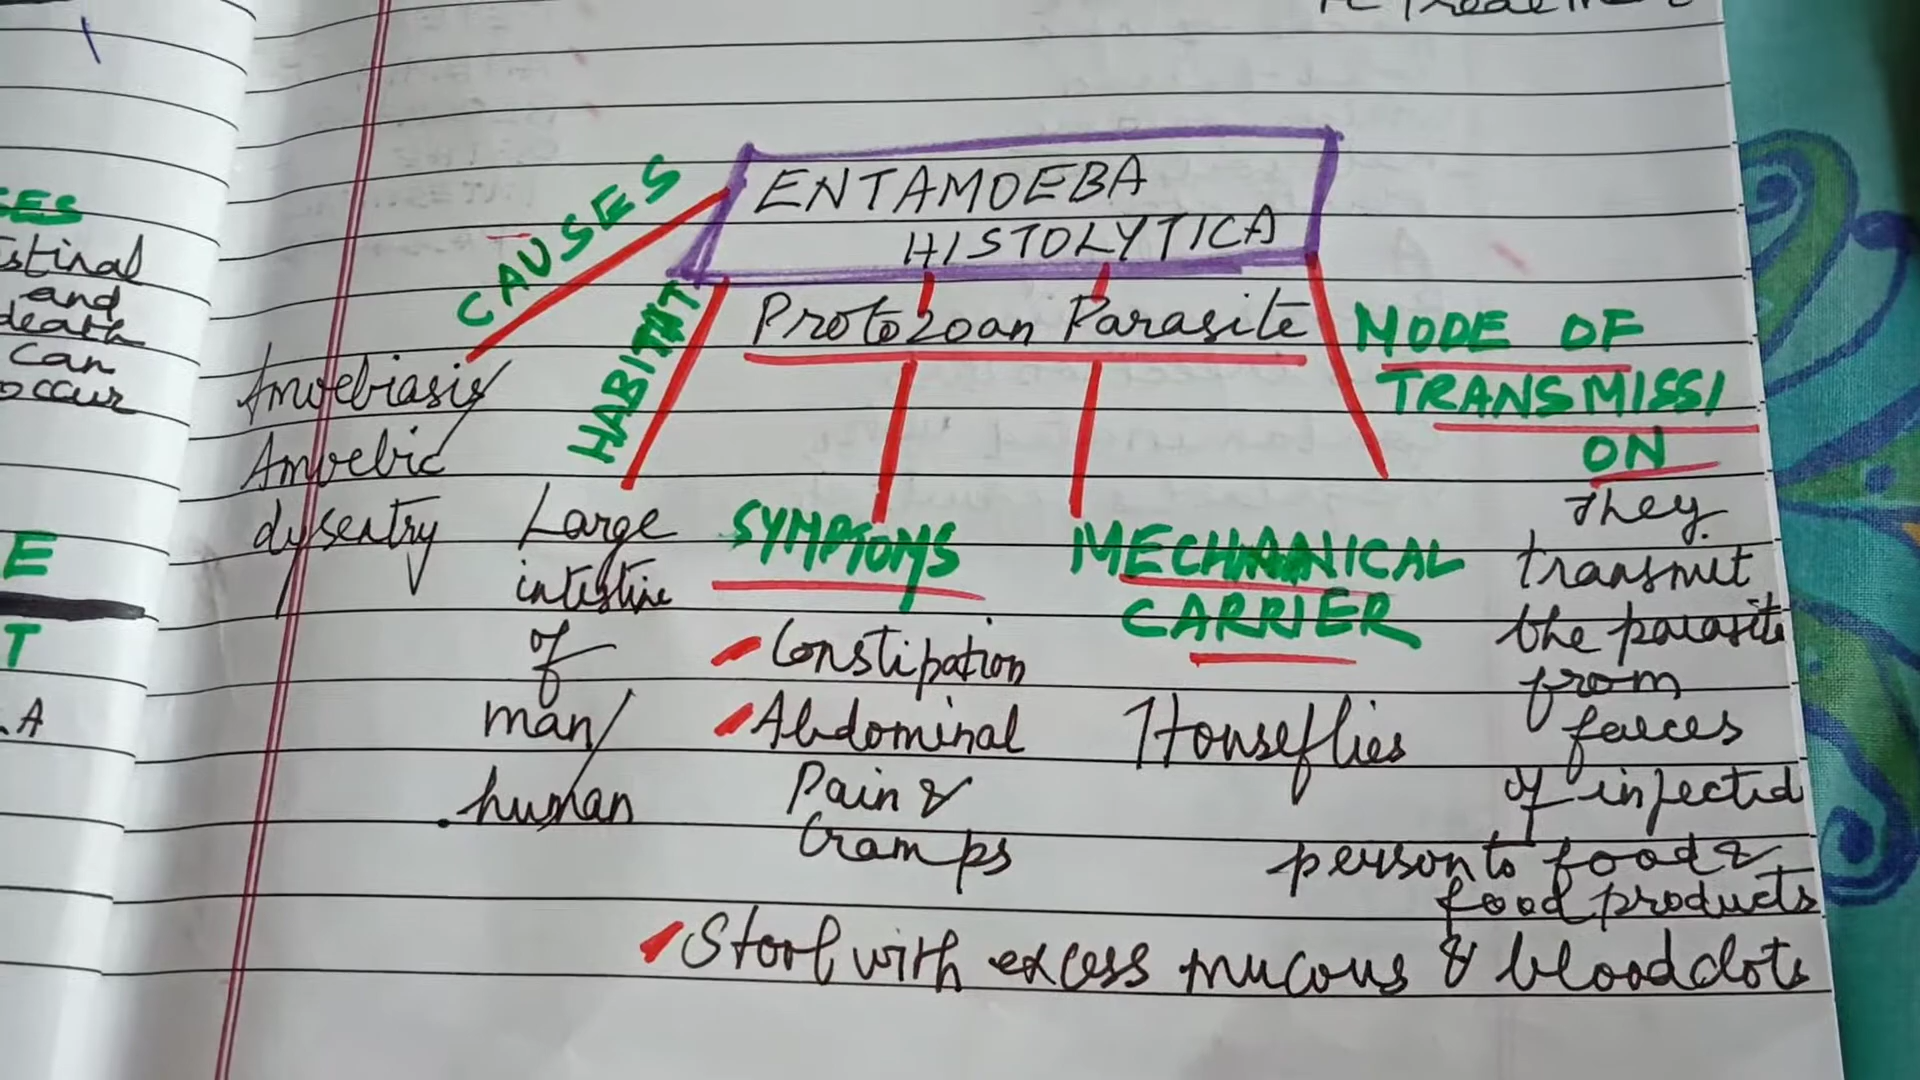 SES
stinal
and
death
can
occur
E
T
.A
ENTAMOEBA
HISTOLYTICA
Protozoan Parasite
CAUSES
Amoebiasis/
Amoebic
dysentry
HABITAT
Large
intestine
of
man/
human
SYMPTOMS
Constipation
Abdominal
Pain &
Cramps
Stool with excess mucous & blood clots
MECHANICAL
CARRIER
Houseflies
MODE OF
TRANSMISSI
ON
They
transmit
the parasite
from
faeces
of infected
person to food &
food products